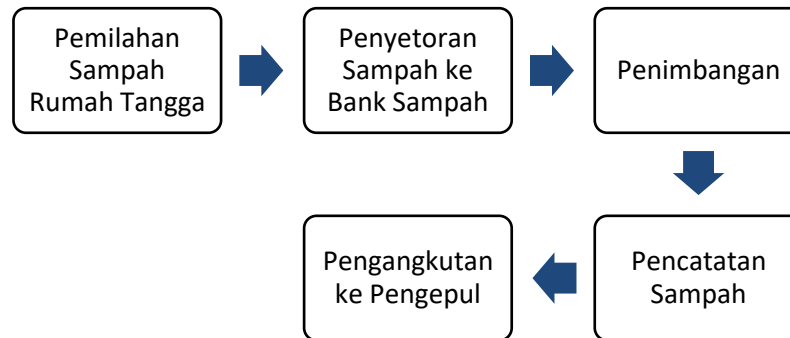 Pemilahan
Sampah
Rumah Tangga
Penyetoran
Sampah ke
Bank Sampah
Penimbangan
Pencatatan
Sampah
Pengangkutan
ke Pengepul